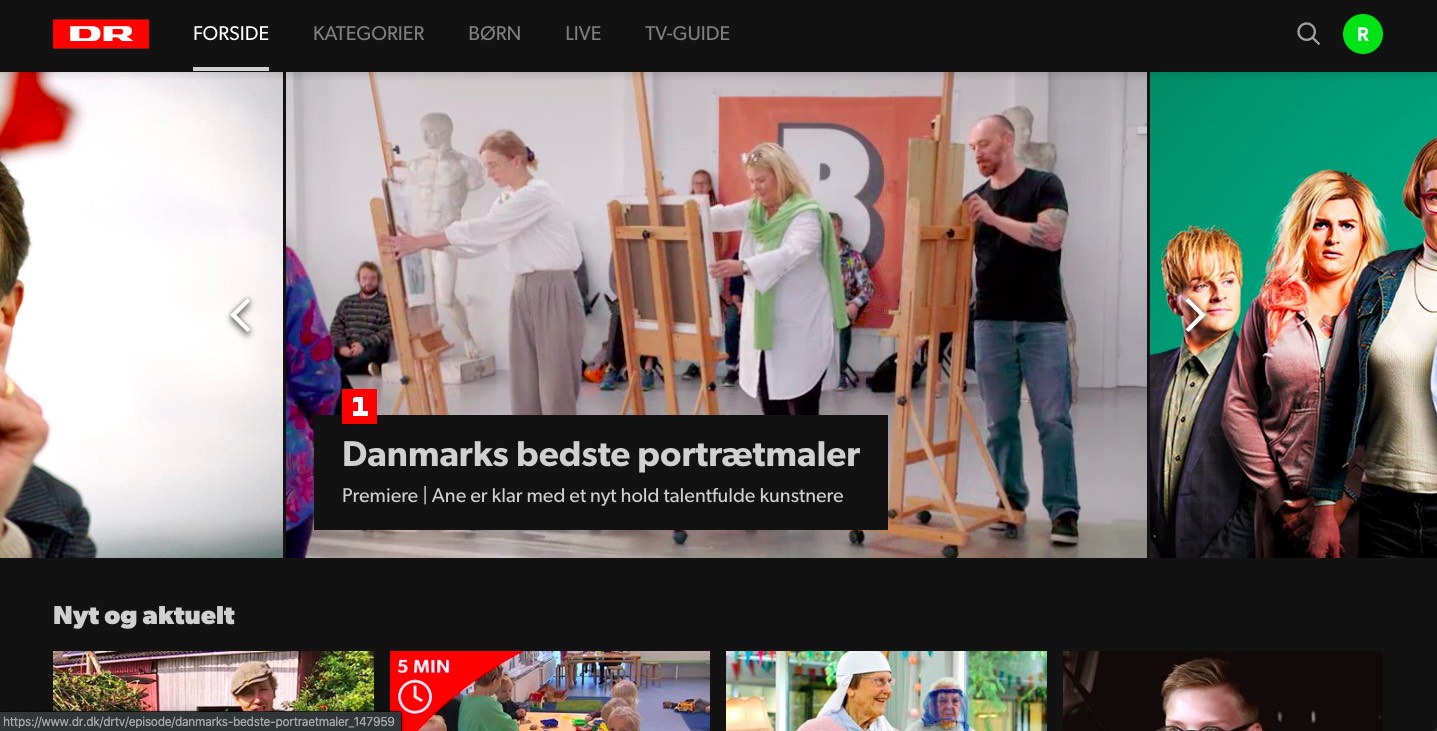 DR
FORSIDE
KATEGORIER
BØRN
LIVE
TV-GUIDE
R
B
1
Danmarks bedste portrætmaler
Premiere | Ane er klar med et nyt hold talentfulde kunstnere
Nyt og aktuelt
5 MIN
https://www.dr.dk/drtv/episode/danmarks-bedste-portraetmaler_147959